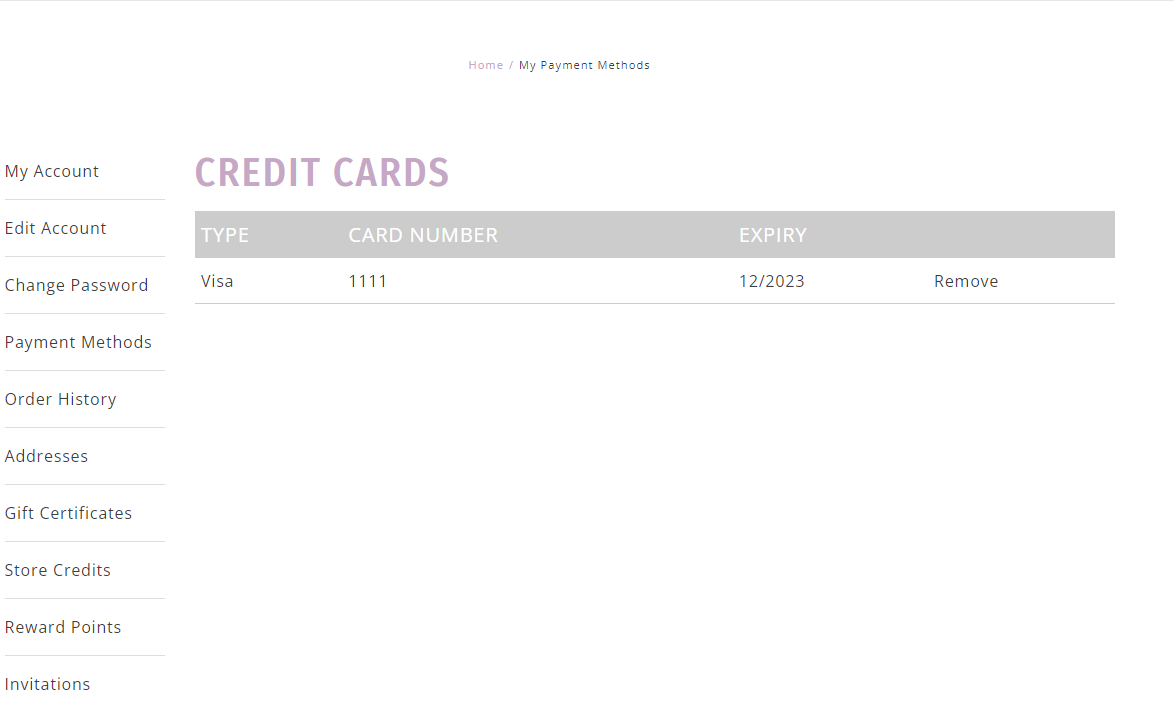 Home / My Payment Methods
My Account
Edit Account
Change Password
Payment Methods
Order History
Addresses
Gift Certificates
Store Credits
Reward Points
Invitations
CREDIT CARDS
TYPE CARD NUMBER EXPIRY
Visa 1111 12/2023 Remove